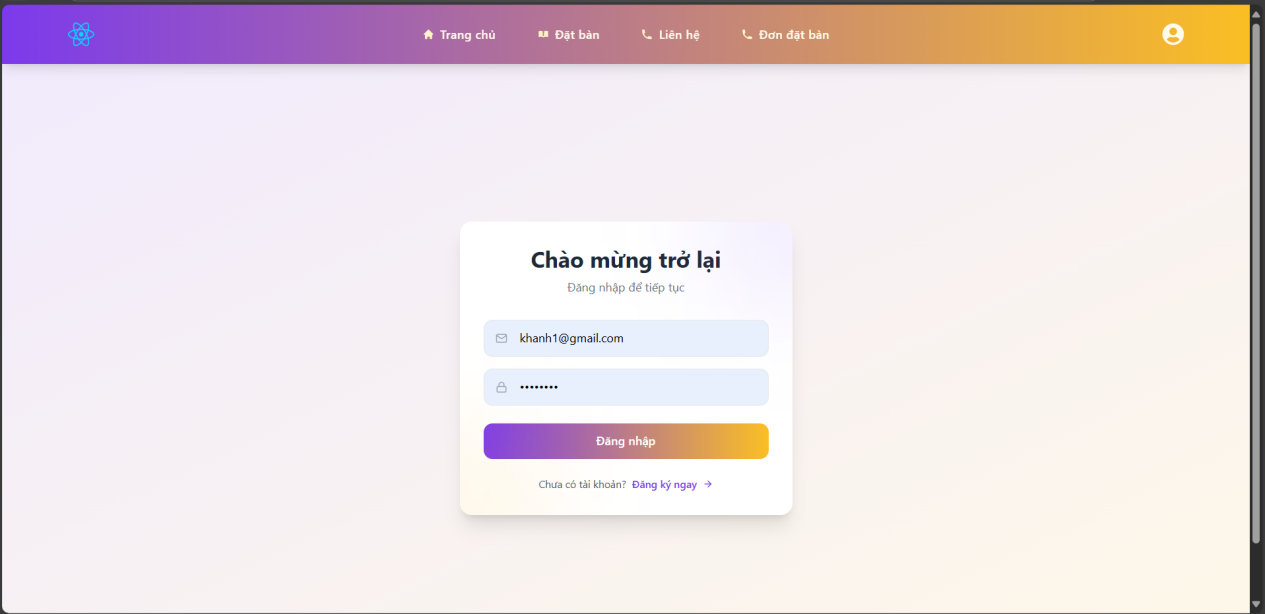 Trang chủ
Đặt bàn
Liên hệ
Đơn đặt bàn
Chào mừng trở lại
Đăng nhập để tiếp tục
khanh1@gmail.com
••••••••
Đăng nhập
Chưa có tài khoản? Đăng ký ngay →